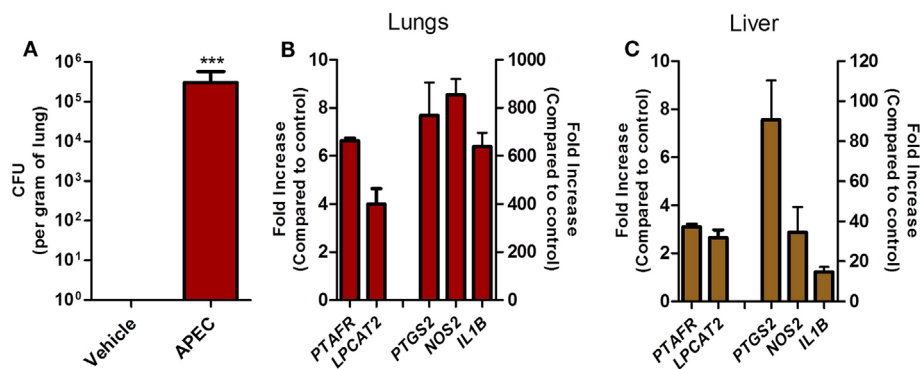 Lungs
Liver
A
B
C
***
CFU
(per gram of lung)
10^6
10^5
10^4
10^3
10^2
10^1
10^0
Vehicle
APEC
Fold Increase
(Compared to control)
10
8
6
4
2
0
1000
800
600
400
200
0
Fold Increase
(Compared to control)
PTAFR
LPCAT2
PTGS2
NOS2
IL1B
Fold Increase
(Compared to control)
10
8
6
4
2
0
120
100
80
60
40
20
0
Fold Increase
(Compared to control)
PTAFR
LPCAT2
PTGS2
NOS2
IL1B